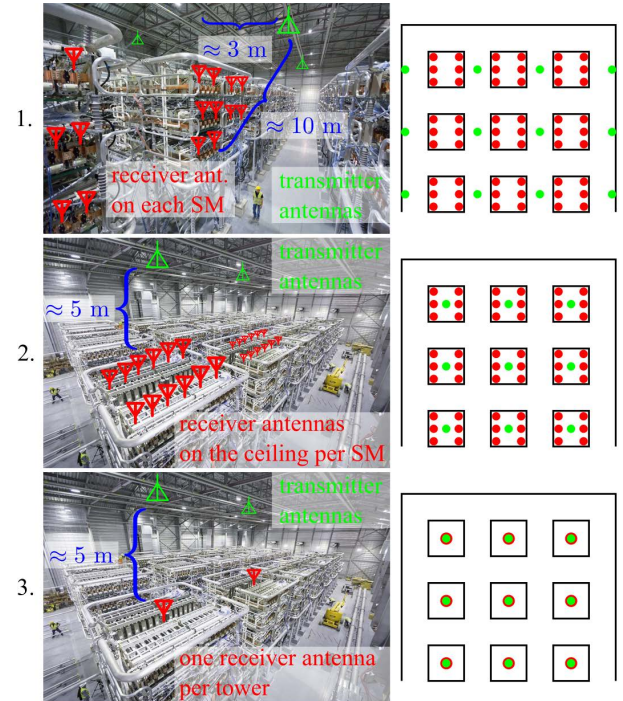 ≈ 3 m
1.
≈ 10 m
receiver ant.
on each SM
transmitter
antennas
transmitter
antennas
≈ 5 m
2.
receiver antennas
on the ceiling per SM
transmitter
antennas
≈ 5 m
3.
one receiver antenna
per tower